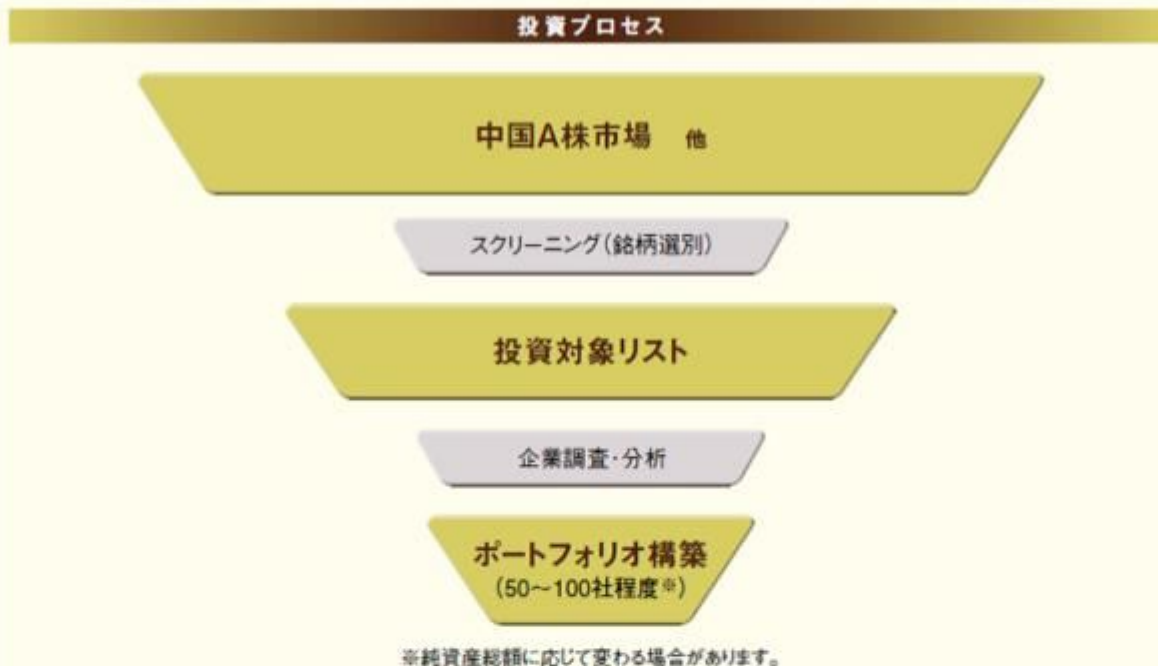 投資プロセス
中国A株市場 他
スクリーニング(銘柄選別)
投資対象リスト
企業調査・分析
ポートフォリオ構築
(50~100社程度※)
※純資産総額に応じて変わる場合があります。